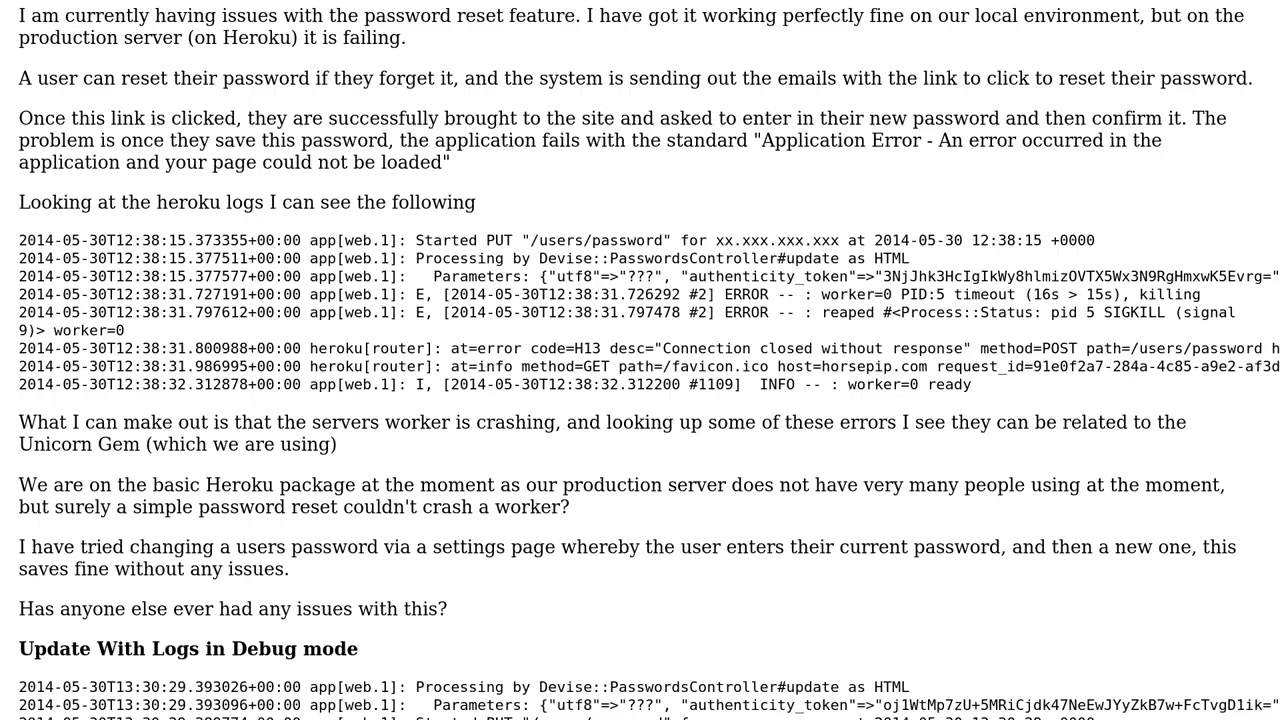 I am currently having issues with the password reset feature. I have got it working perfectly fine on our local environment, but on the
production server (on Heroku) it is failing.
A user can reset their password if they forget it, and the system is sending out the emails with the link to click to reset their password.
Once this link is clicked, they are successfully brought to the site and asked to enter in their new password and then confirm it. The
problem is once they save this password, the application fails with the standard "Application Error - An error occurred in the
application and your page could not be loaded"
Looking at the heroku logs I can see the following
2014-05-30T12:38:15.373355+00:00 app[web.1]: Started PUT "/users/password" for xx.xxx.xxx.xxx at 2014-05-30 12:38:15 +0000
2014-05-30T12:38:15.377511+00:00 app[web.1]: Processing by Devise::PasswordsController#update as HTML
2014-05-30T12:38:15.377577+00:00 app[web.1]:   Parameters: {"utf8"=>"???", "authenticity_token"=>"3NjJhk3HcIgIkWy8hlmizOVTX5Wx3N9RgHmxwK5Evrg="
2014-05-30T12:38:31.727191+00:00 app[web.1]: E, [2014-05-30T12:38:31.726292 #2] ERROR -- : worker=0 PID:5 timeout (16s > 15s), killing
2014-05-30T12:38:31.797612+00:00 app[web.1]: E, [2014-05-30T12:38:31.797478 #2] ERROR -- : reaped #<Process::Status: pid 5 SIGKILL (signal
9)> worker=0
2014-05-30T12:38:31.800988+00:00 heroku[router]: at=error code=H13 desc="Connection closed without response" method=POST path=/users/password h
2014-05-30T12:38:31.986995+00:00 heroku[router]: at=info method=GET path=/favicon.ico host=horsepip.com request_id=91e0f2a7-284a-4c85-a9e2-af3d
2014-05-30T12:38:32.312878+00:00 app[web.1]: I, [2014-05-30T12:38:32.312200 #1109]  INFO -- : worker=0 ready
What I can make out is that the servers worker is crashing, and looking up some of these errors I see they can be related to the
Unicorn Gem (which we are using)
We are on the basic Heroku package at the moment as our production server does not have very many people using at the moment,
but surely a simple password reset couldn't crash a worker?
I have tried changing a users password via a settings page whereby the user enters their current password, and then a new one, this
saves fine without any issues.
Has anyone else ever had any issues with this?
Update With Logs in Debug mode
2014-05-30T13:30:29.393026+00:00 app[web.1]: Processing by Devise::PasswordsController#update as HTML
2014-05-30T13:30:29.393096+00:00 app[web.1]:   Parameters: {"utf8"=>"???", "authenticity_token"=>"oj1WtMp7zU+5MRiCjdk47NeEwJYyZkB7w+FcTvgD1ik="